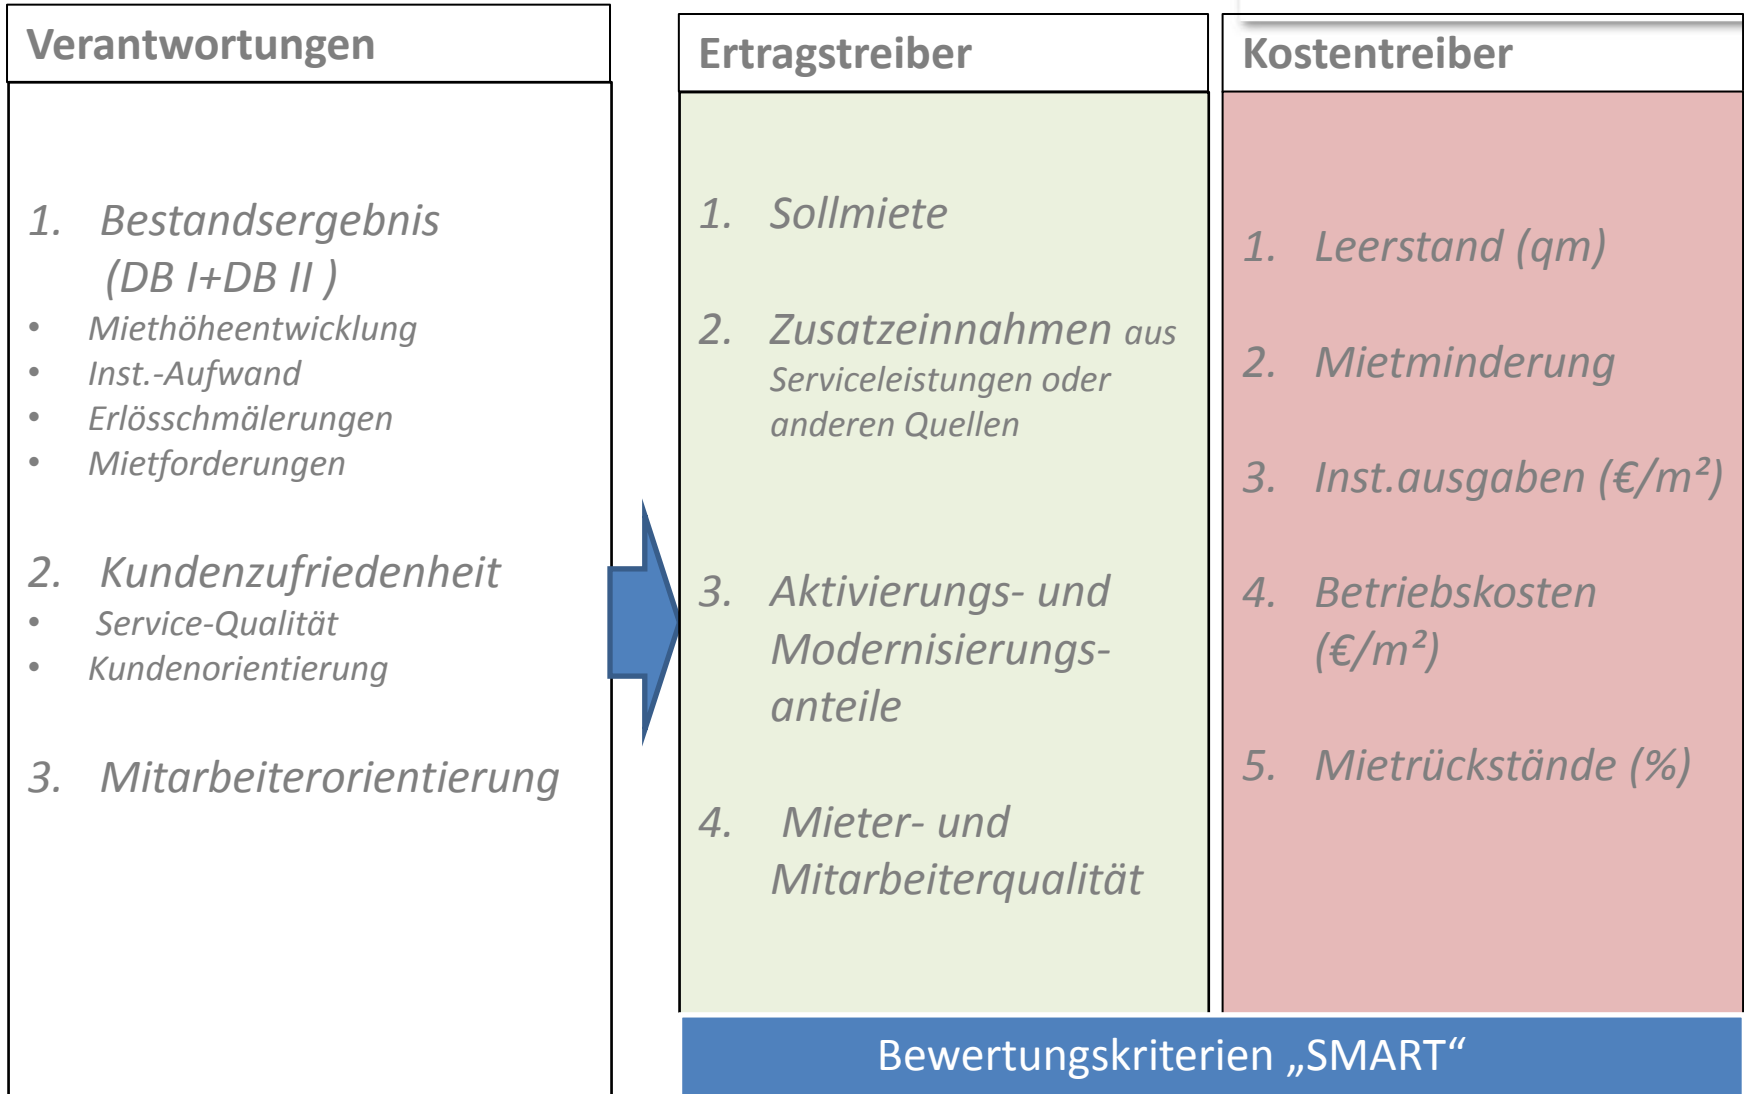 Verantwortungen
1. Bestandsergebnis
(DB I+DB II )
• Miethöheentwicklung
• Inst.-Aufwand
• Erlösschmälerungen
• Mietforderungen
2. Kundenzufriedenheit
• Service-Qualität
• Kundenorientierung
3. Mitarbeiterorientierung
Ertragstreiber
1. Sollmiete
2. Zusatzeinnahmen aus
Serviceleistungen oder
anderen Quellen
3. Aktivierungs- und
Modernisierungs-
anteile
4. Mieter- und
Mitarbeiterqualität
Kostentreiber
1. Leerstand (qm)
2. Mietminderung
3. Inst.ausgaben (€/m²)
4. Betriebskosten
(€/m²)
5. Mietrückstände (%)
Bewertungskriterien „SMART“